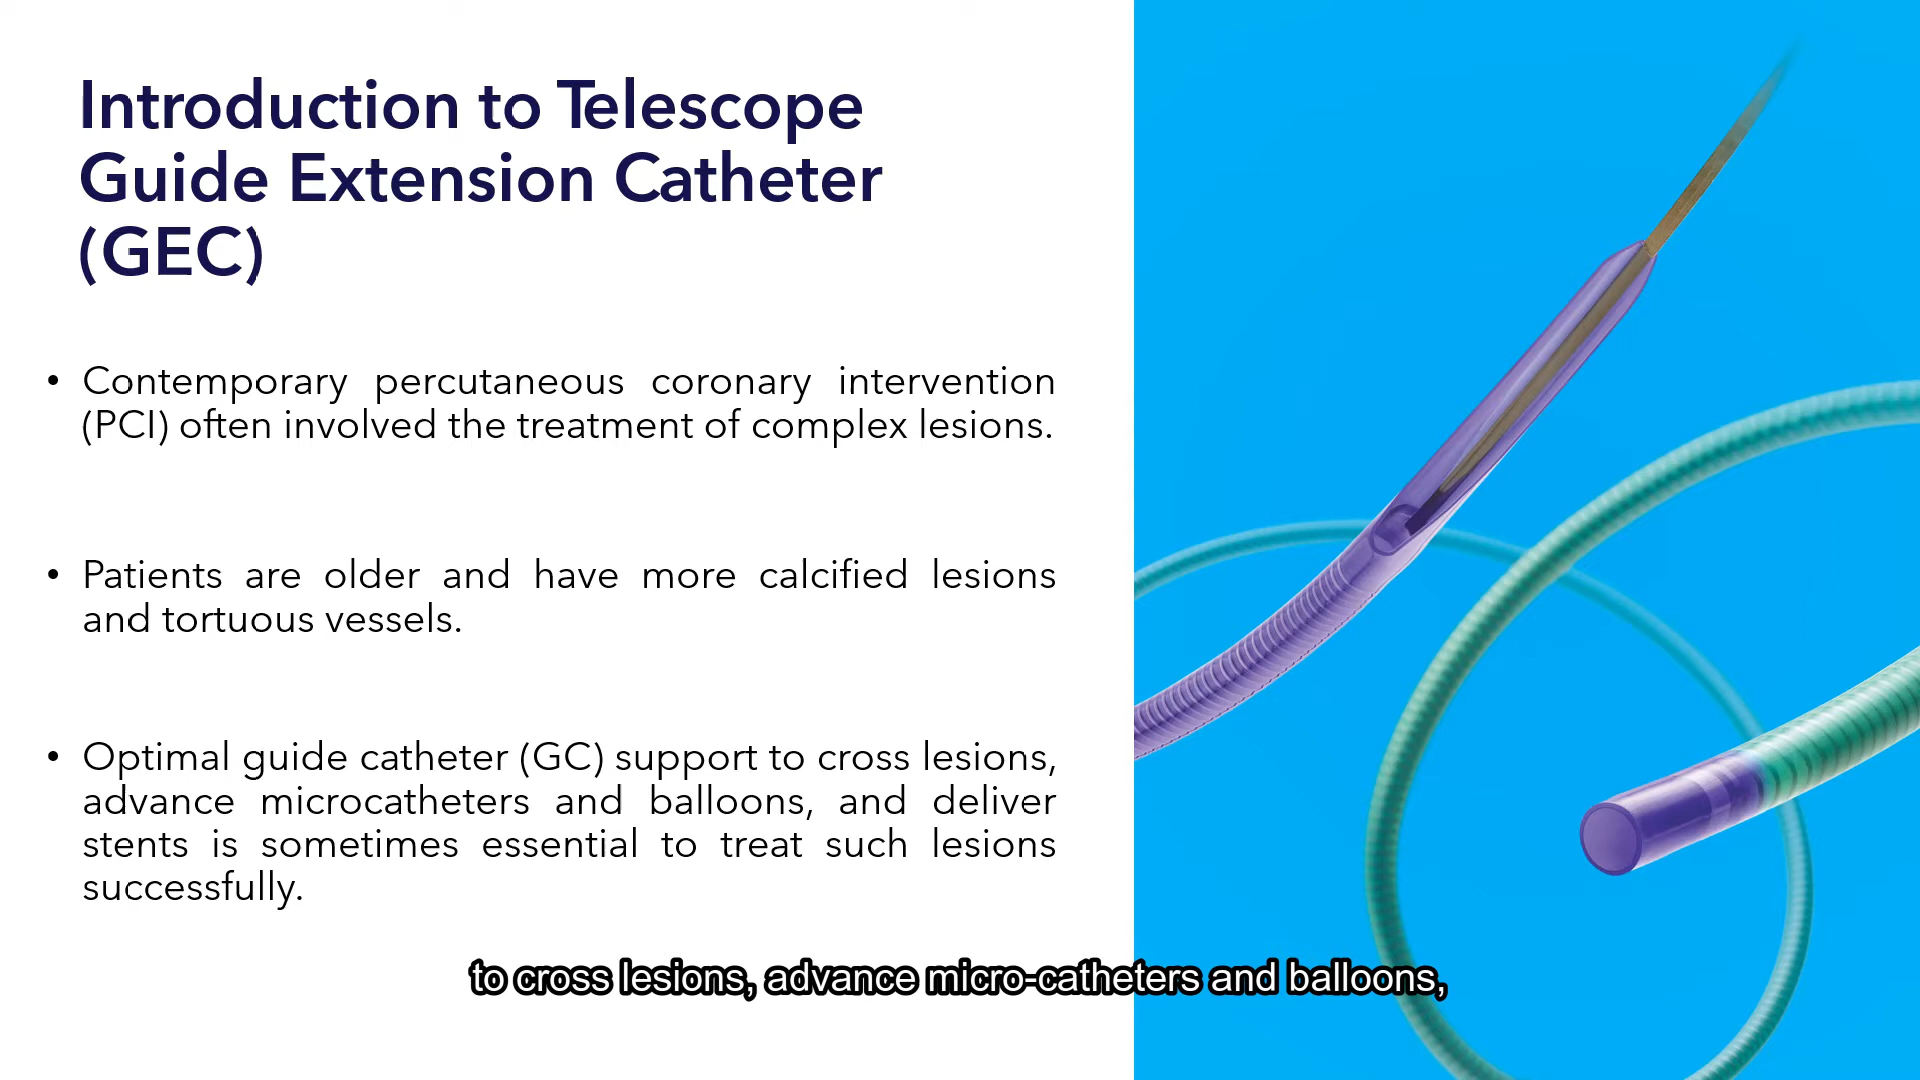 Introduction to Telescope
Guide Extension Catheter
(GEC)
• Contemporary percutaneous coronary intervention
(PCI) often involved the treatment of complex lesions.
• Patients are older and have more calcified lesions
and tortuous vessels.
• Optimal guide catheter (GC) support to cross lesions,
advance microcatheters and balloons, and deliver
stents is sometimes essential to treat such lesions
successfully.
to cross lesions, advance micro-catheters and balloons,